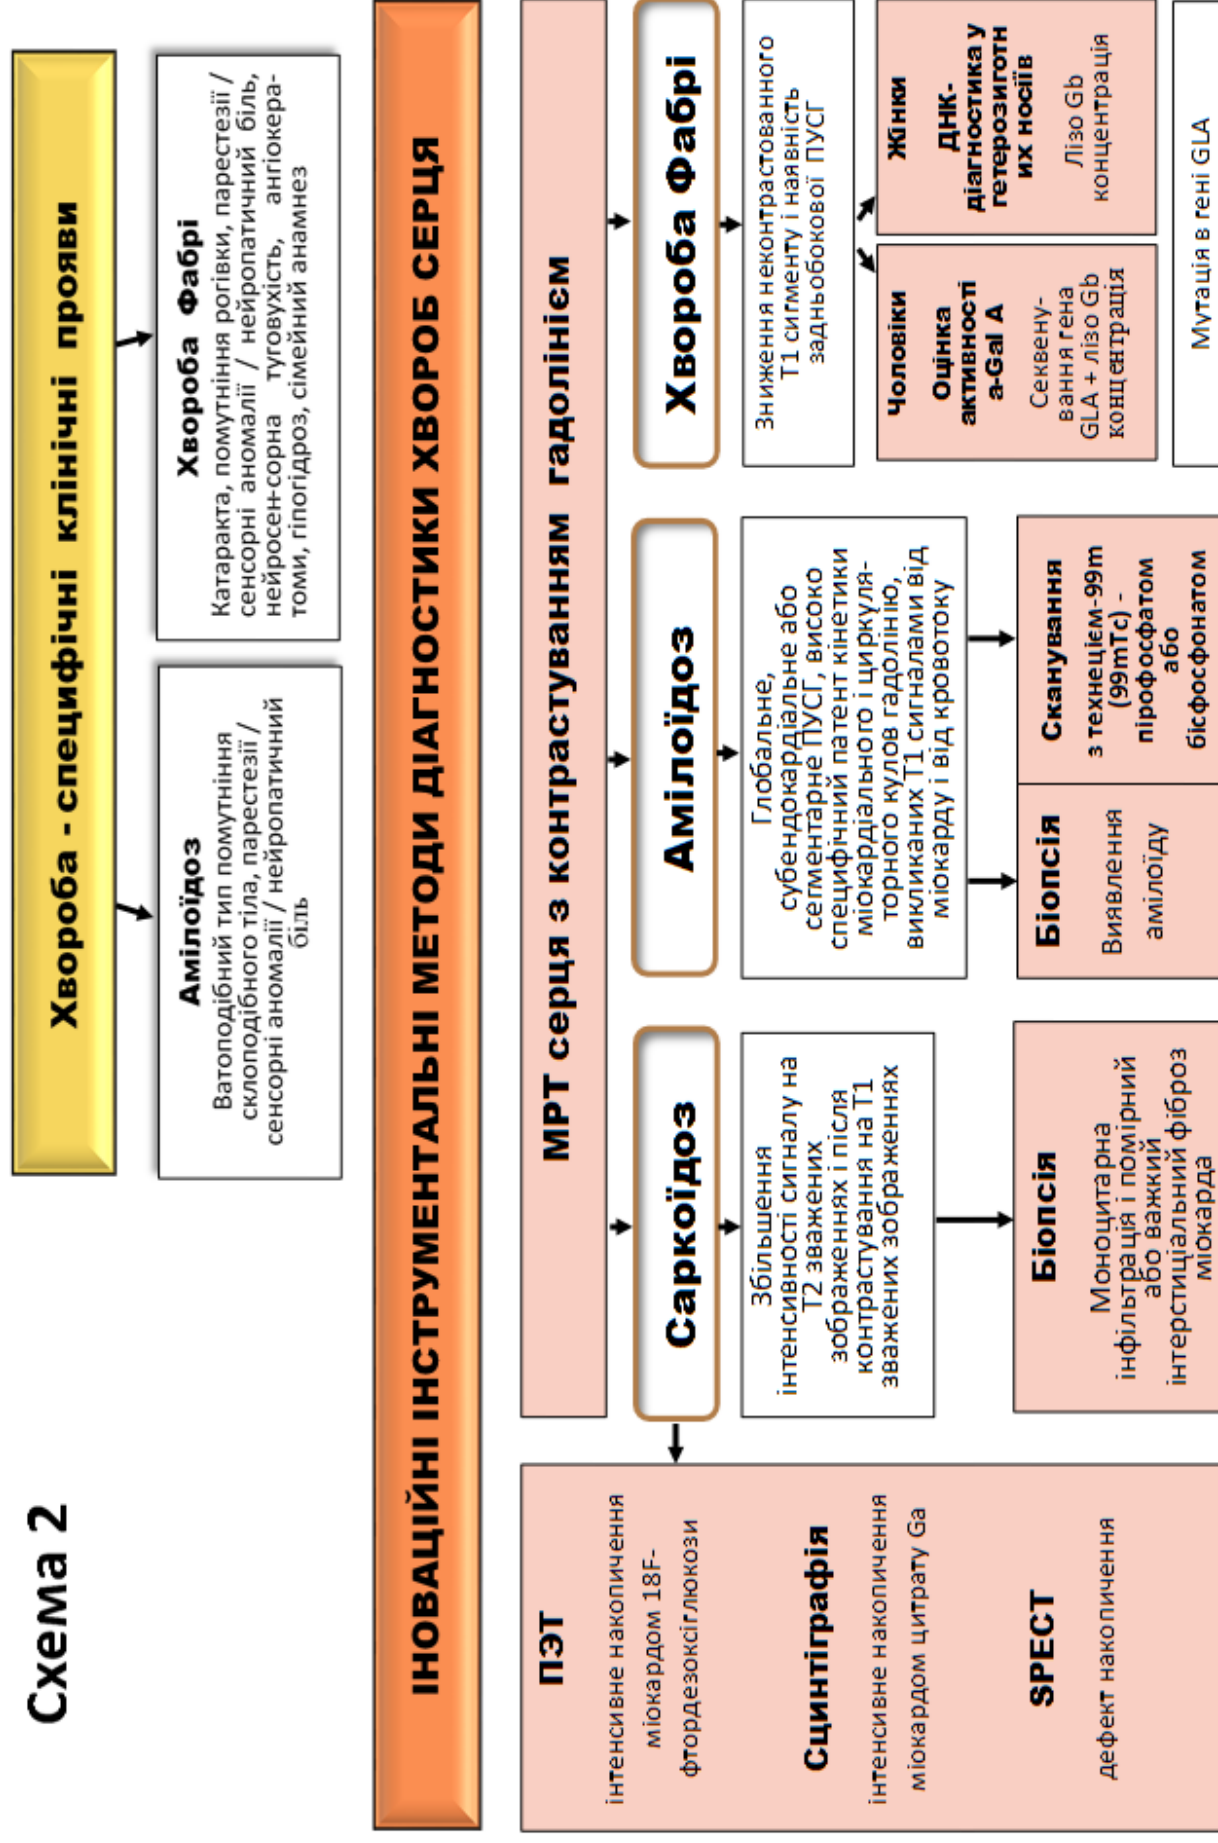 Схема 2
Хвороба - специфічні клінічні прояви
Амілоїдоз
Ватоподібний тип помутніння
склоподібного тіла, парестезії /
сенсорні аномалії / нейропатичний
біль
Хвороба Фабрі
Катаракта, помутніння рогівки, парестезії /
сенсорні аномалії / нейропатичний біль,
нейросен-сорна туговухість, ангіокера-
томи, гіпогідроз, сімейний анамнез
ІНОВАЦІЙНІ ІНСТРУМЕНТАЛЬНІ МЕТОДИ ДІАГНОСТИКИ ХВОРОБ СЕРЦЯ
МРТ серця з контрастуванням гадолінієм
ПЭТ
інтенсивне накопичення
міокардом 18F-
фтордезоксіглюкози
Сцинтіграфія
інтенсивне накопичення
міокардом цитрату Ga
SPECT
дефект накопичення
Саркоїдоз
Збільшення
інтенсивності сигналу на
Т2 зважених
зображеннях і після
контрастування на Т1
зважених зображеннях
Біопсія
Моноцитарна
інфільтрація і помірний
або важкий
інтерстиціальний фіброз
міокарда
Амілоїдоз
Глобальне,
субендокардіальне або
сегментарне ПУСГ, високо
специфічний патент кінетики
міокардіального і циркуля-
торного кулов гадолінію,
викликаних Т1 сигналами від
міокарду і від кровотоку
Біопсія
Виявлення
амілоїду
Сканування
з технецієм-99m
(99mTc) -
пірофосфатом
або
бісфосфонатом
Хвороба Фабрі
Зниження неконтрастованного
Т1 сигменту і наявність
задньобокової ПУСГ
Чоловіки
Оцінка
активності
a-Gal A
Секвену-
вання гена
GLA + лізо Gb
концентрація
Жінки
ДНК-
діагностика у
гетерозиготн
их носіїв
Лізо Gb
концентрація
Мутація в гені GLA